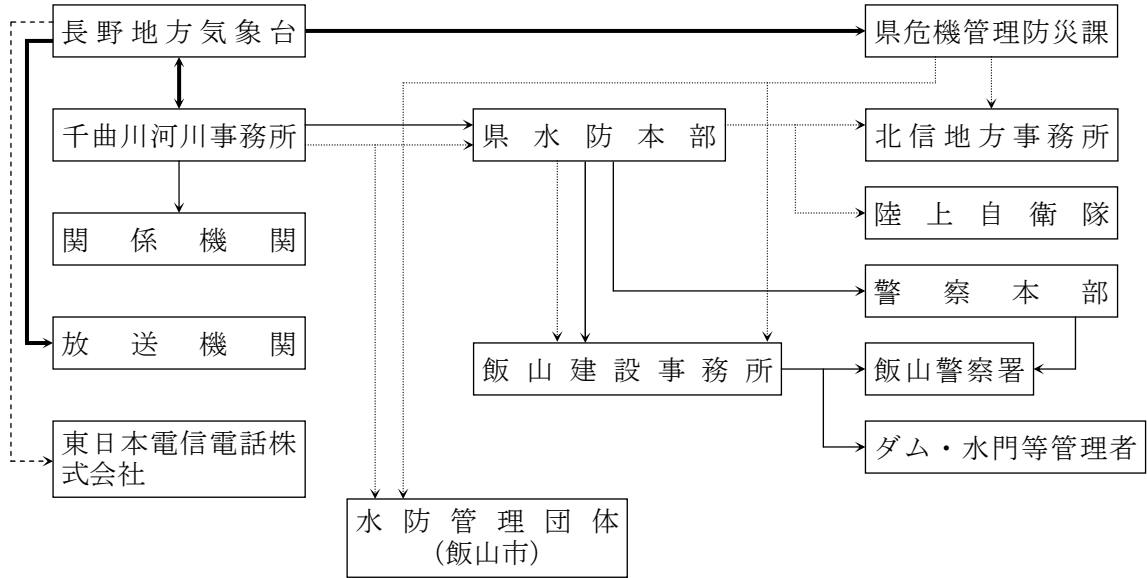 長野地方気象台
県危機管理防災課
千曲川河川事務所
県水防本部
北信地方事務所
関係機関
陸上自衛隊
警察本部
放送機関
飯山建設事務所
飯山警察署
東日本電信電話株
式会社
ダム・水門等管理者
水防管理団体
(飯山市)